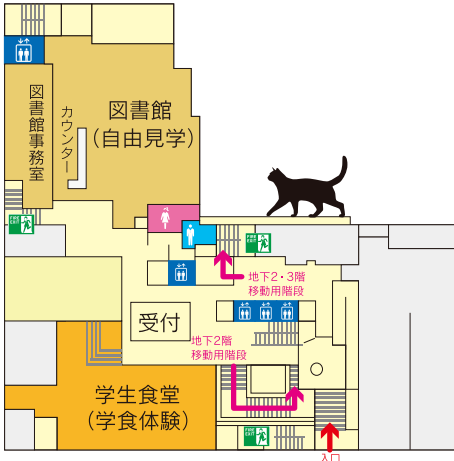 図書館事務室
カウンター
図書館
（自由見学）
地下2・3階
移動用階段
受付
地下2階
移動用階段
学生食堂
（学食体験）
入口